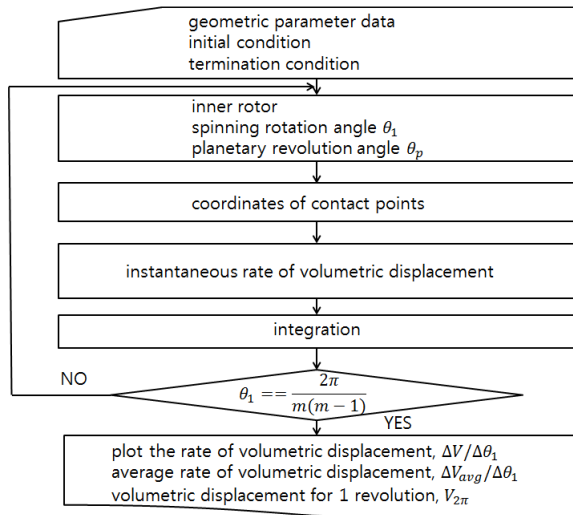 geometric parameter data
initial condition
termination condition
inner rotor
spinning rotation angle θ₁
planetary revolution angle θₚ
coordinates of contact points
instantaneous rate of volumetric displacement
integration
NO
θ₁ == 2π / m(m − 1)
YES
plot the rate of volumetric displacement, ΔV/Δθ₁
average rate of volumetric displacement, ΔV_avg/Δθ₁
volumetric displacement for 1 revolution, V_2π